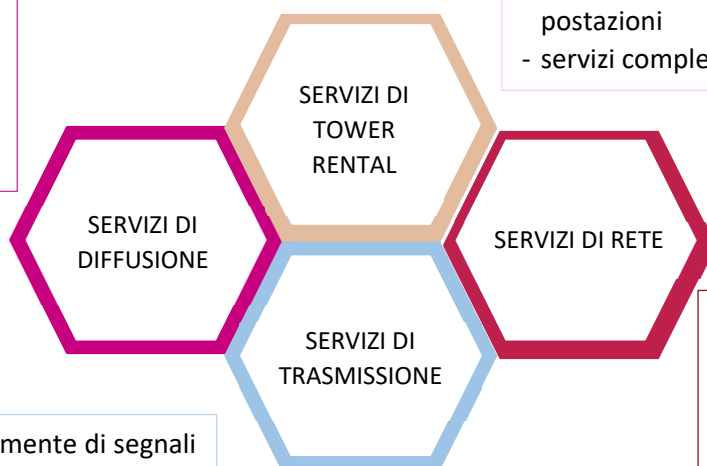 postazioni
- servizi comple
SERVIZI DI
TOWER
RENTAL
SERVIZI DI
DIFFUSIONE
SERVIZI DI RETE
SERVIZI DI
TRASMISSIONE
mente di segnali